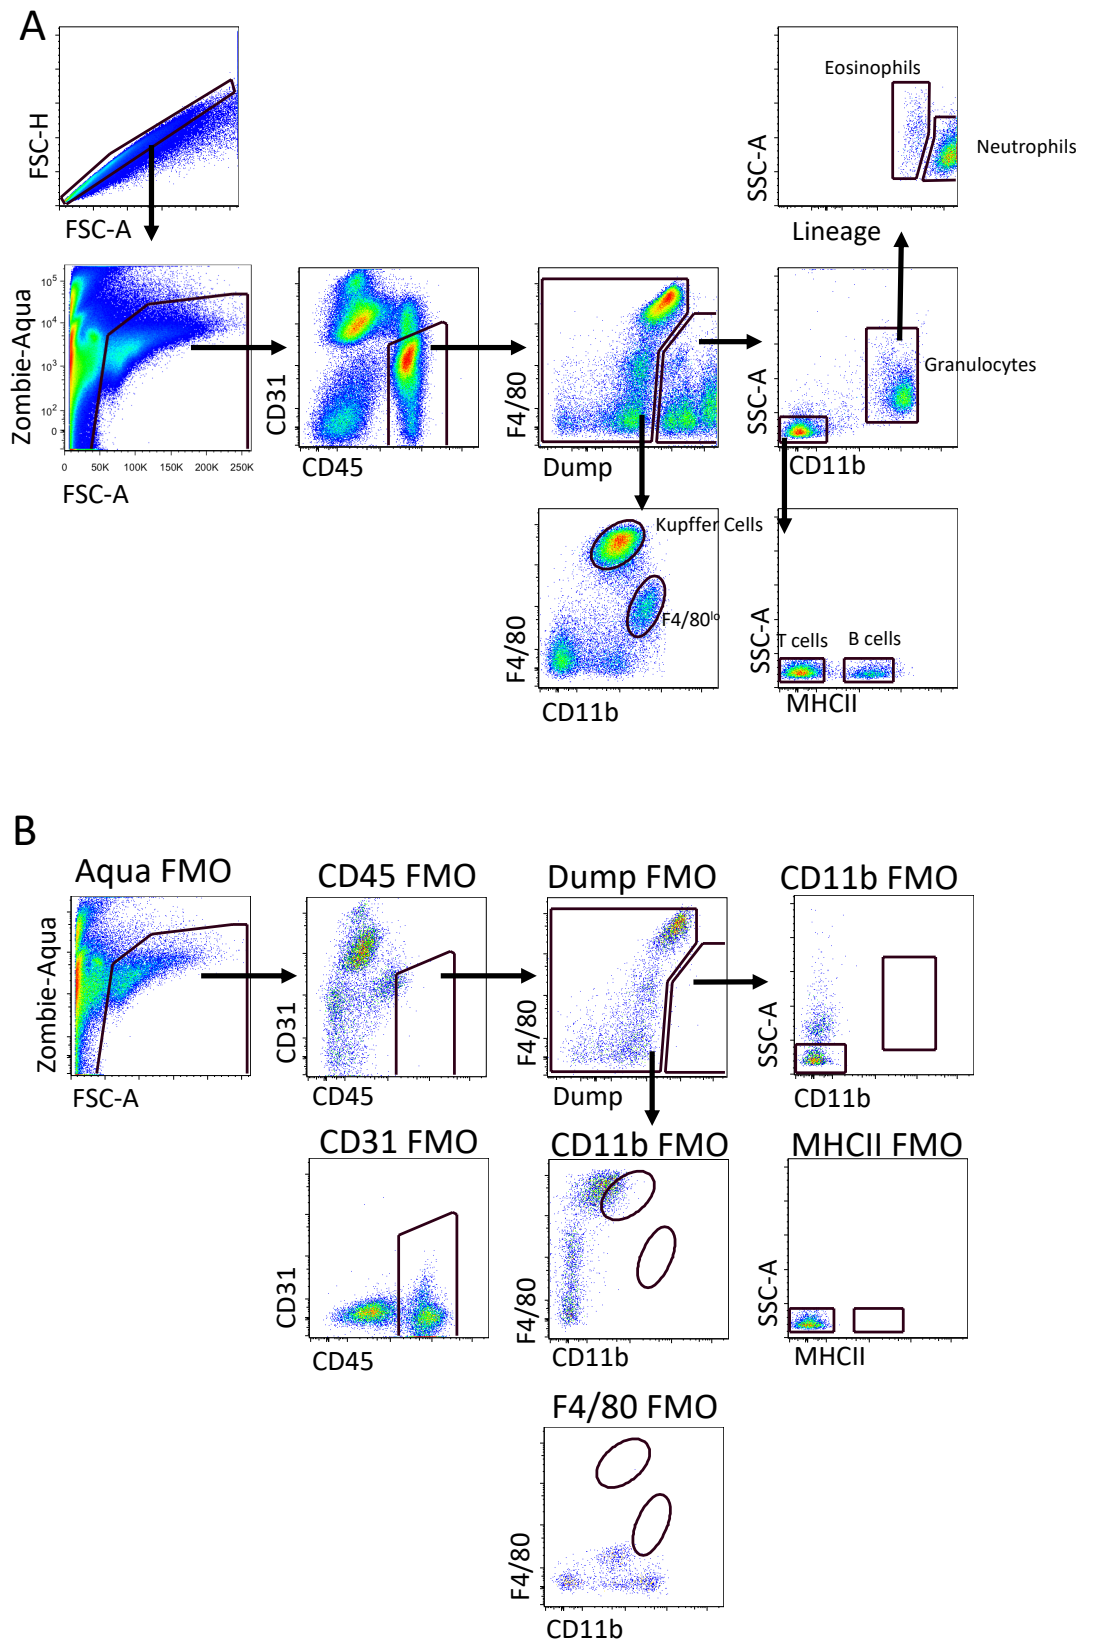 A
FSC-H
FSC-A
Eosinophils
Neutrophils
SSC-A
Lineage
Zombie-Aqua
10⁵
10⁴
10³
10²
0
0 50K 100K 150K 200K 250K
FSC-A
CD31
CD45
F4/80
Dump
SSC-A
Granulocytes
CD11b
Kupffer Cells
F4/80ˡᵒ
F4/80
CD11b
SSC-A
T cells B cells
MHCII
B
Aqua FMO
Zombie-Aqua
FSC-A
CD45 FMO
CD31
CD45
Dump FMO
F4/80
Dump
CD11b FMO
SSC-A
CD11b
CD31 FMO
CD31
CD45
CD11b FMO
F4/80
CD11b
MHCII FMO
SSC-A
MHCII
F4/80 FMO
F4/80
CD11b